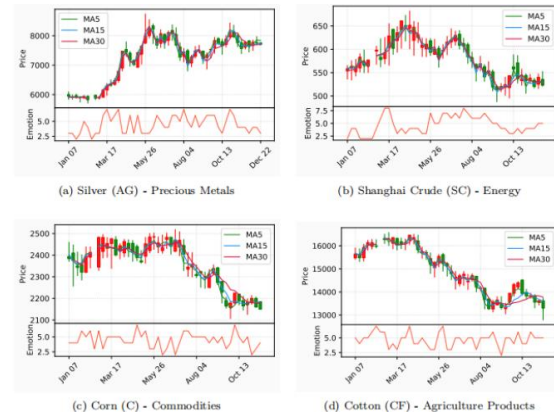 MA5
MA15
MA30
8000
7000
6000
Price
5.0
2.5
Emotion
Jan 07
Mar 17
May 26
Aug 04
Oct 13
Dec 22
(a) Silver (AG) - Precious Metals
MA5
MA15
MA30
650
600
550
500
Price
7.5
5.0
2.5
Emotion
Jan 07
Mar 17
May 26
Aug 04
Oct 13
(b) Shanghai Crude (SC) - Energy
MA5
MA15
MA30
2500
2400
2300
2200
2100
Price
5.0
2.5
Emotion
Jan 07
Mar 17
May 26
Aug 04
Oct 13
(c) Corn (C) - Commodities
MA5
MA15
MA30
16000
15000
14000
13000
Price
5.0
2.5
Emotion
Jan 07
Mar 17
May 26
Aug 04
Oct 13
(d) Cotton (CF) - Agriculture Products